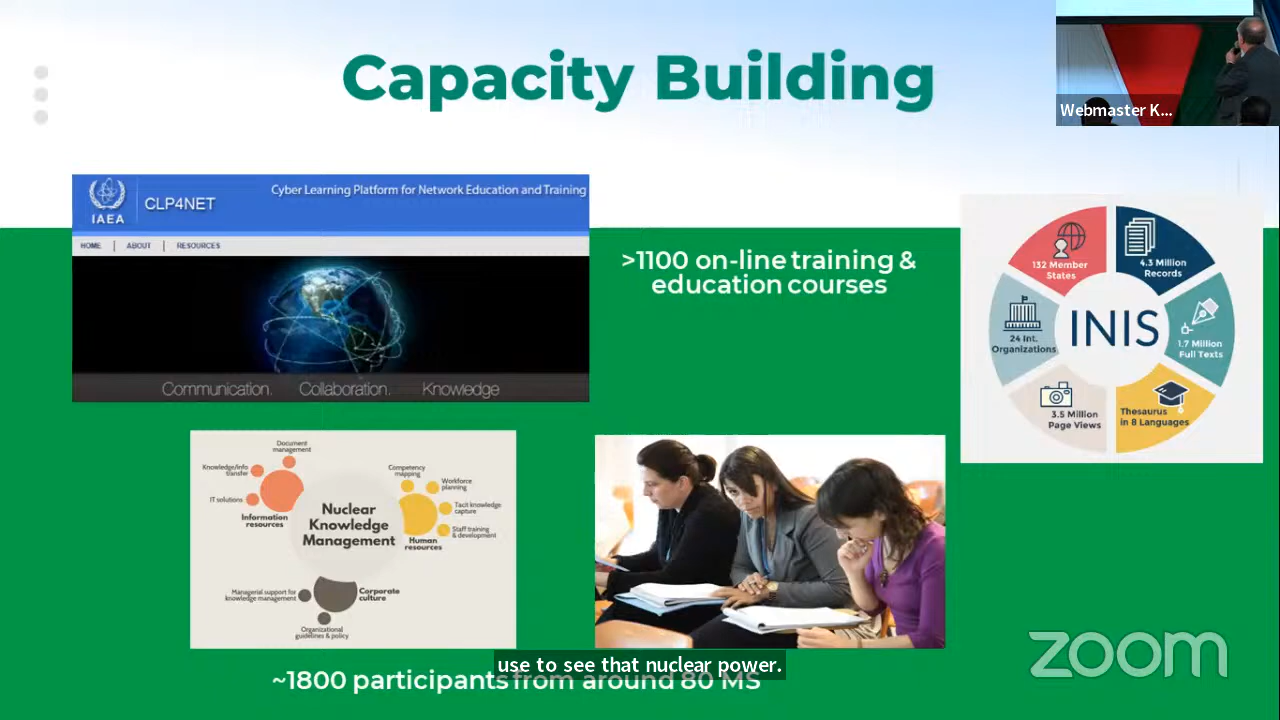 Capacity Building
Webmaster K...
IAEA
CLP4NET
Cyber Learning Platform for Network Education and Training
HOME | ABOUT | RESOURCES
Communication. Collaboration. Knowledge
>1100 on-line training &
education courses
132 Member
States
4.3 Million
Records
24 Int.
Organizations
INIS
1.7 Million
Full Texts
3.5 Million
Page Views
Thesaurus
in 8 Languages
Document
management
Knowledge/info
transfer
IT solutions
Information
resources
Nuclear
Knowledge
Management
Competency
mapping
Workforce
planning
Tacit knowledge
capture
Staff training
& development
Human
resources
Managerial support for
knowledge management
Corporate
culture
Organizational
guidelines & policy
use to see that nuclear power.
~1800 participants from around 80 MS
zoom